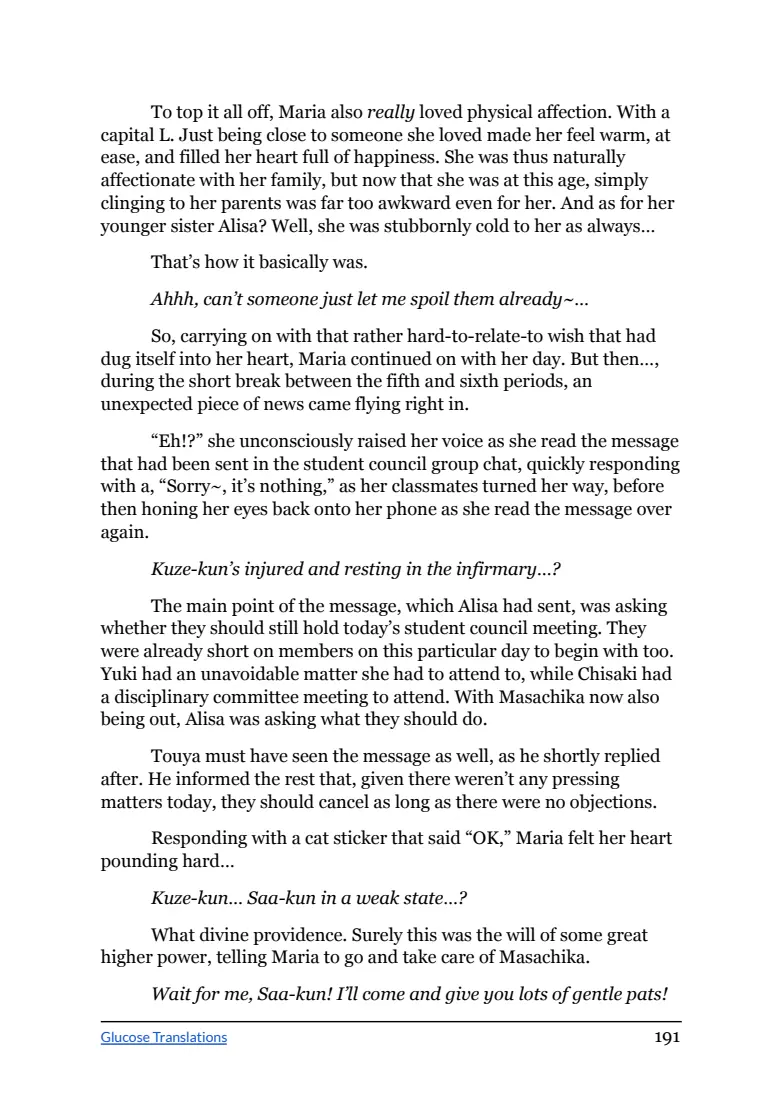 To top it all off, Maria also really loved physical affection. With a
capital L. Just being close to someone she loved made her feel warm, at
ease, and filled her heart full of happiness. She was thus naturally
affectionate with her family, but now that she was at this age, simply
clinging to her parents was far too awkward even for her. And as for her
younger sister Alisa? Well, she was stubbornly cold to her as always…
That’s how it basically was.
Ahhh, can’t someone just let me spoil them already~…
So, carrying on with that rather hard-to-relate-to wish that had
dug itself into her heart, Maria continued on with her day. But then…,
during the short break between the fifth and sixth periods, an
unexpected piece of news came flying right in.
“Eh!?” she unconsciously raised her voice as she read the message
that had been sent in the student council group chat, quickly responding
with a, “Sorry~, it’s nothing,” as her classmates turned her way, before
then honing her eyes back onto her phone as she read the message over
again.
Kuze-kun’s injured and resting in the infirmary…?
The main point of the message, which Alisa had sent, was asking
whether they should still hold today’s student council meeting. They
were already short on members on this particular day to begin with too.
Yuki had an unavoidable matter she had to attend to, while Chisaki had
a disciplinary committee meeting to attend. With Masachika now also
being out, Alisa was asking what they should do.
Touya must have seen the message as well, as he shortly replied
after. He informed the rest that, given there weren’t any pressing
matters today, they should cancel as long as there were no objections.
Responding with a cat sticker that said “OK,” Maria felt her heart
pounding hard…
Kuze-kun… Saa-kun in a weak state…?
What divine providence. Surely this was the will of some great
higher power, telling Maria to go and take care of Masachika.
Wait for me, Saa-kun! I’ll come and give you lots of gentle pats!
Glucose Translations
191